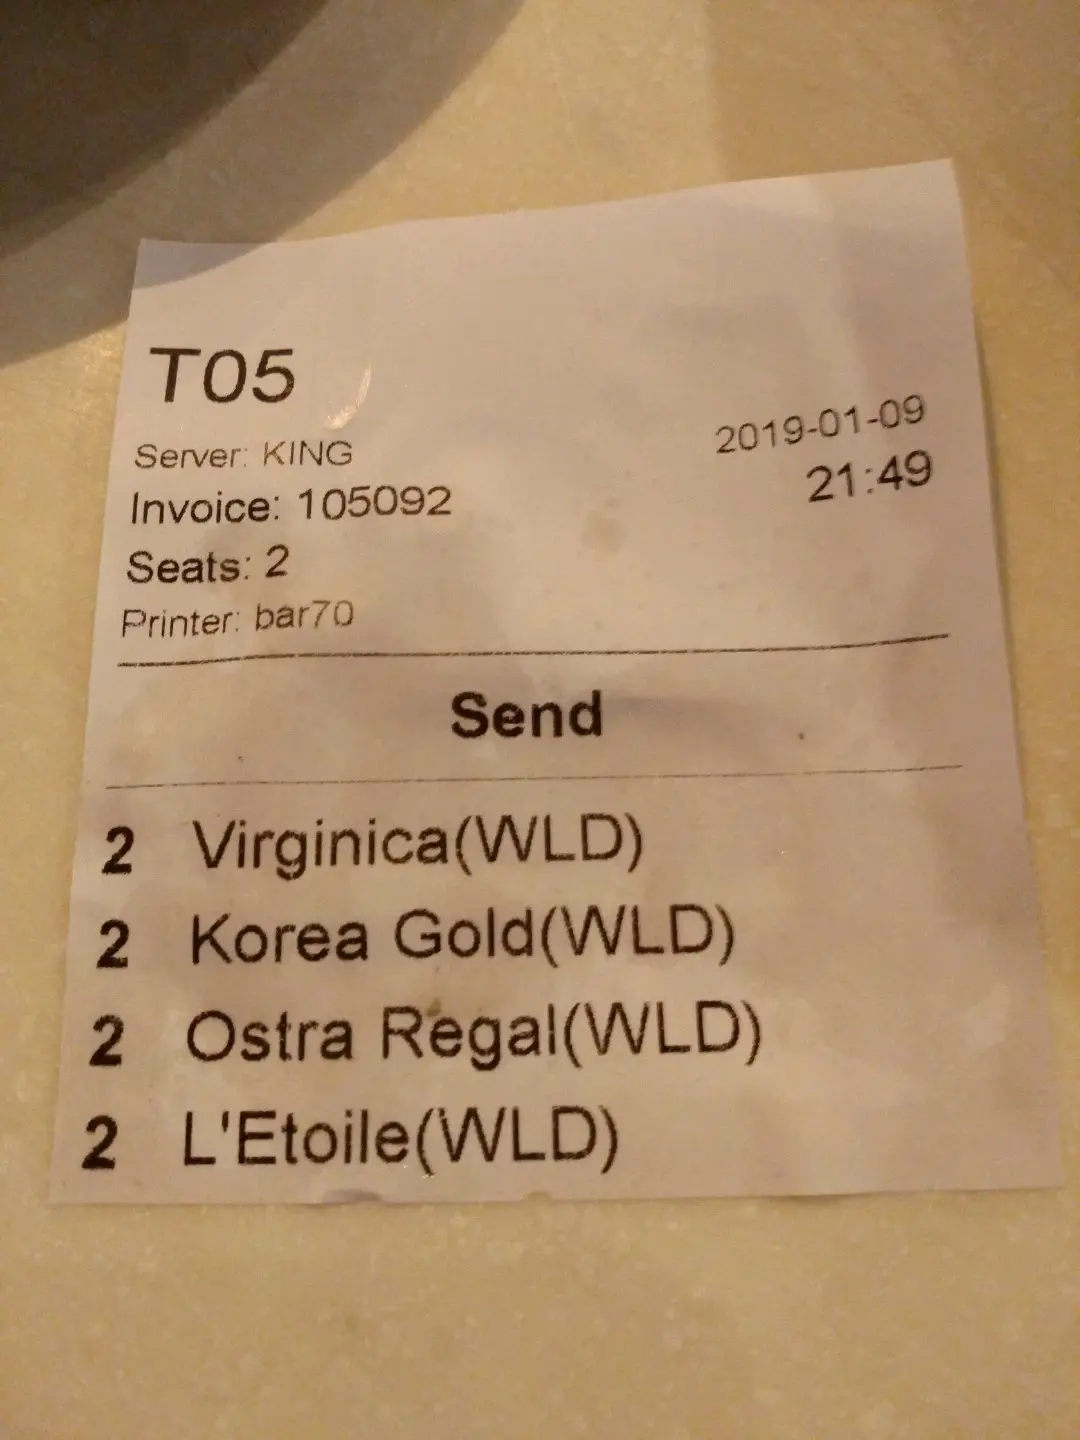 T05
Server: KING
2019-01-09
Invoice: 105092
21:49
Seats: 2
Printer: bar70
Send
2 Virginica(WLD)
2 Korea Gold(WLD)
2 Ostra Regal(WLD)
2 L'Etoile(WLD)